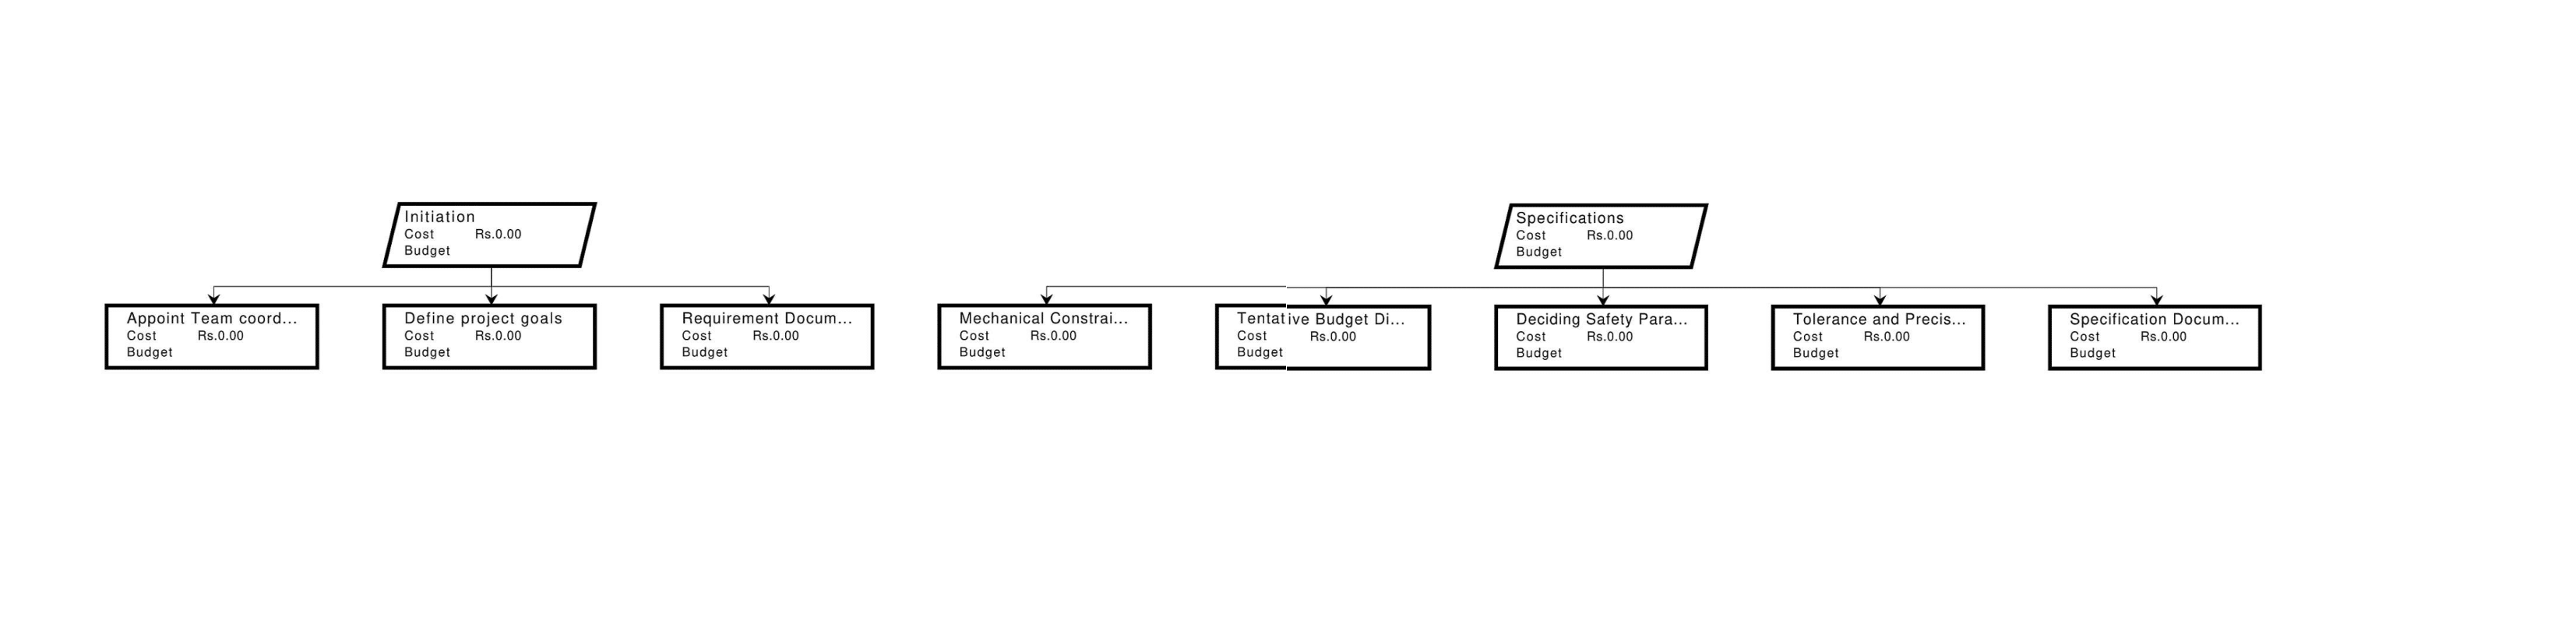 Initiation
Cost Rs.0.00
Budget
Specifications
Cost Rs.0.00
Budget
Appoint Team coord...
Cost Rs.0.00
Budget
Define project goals
Cost Rs.0.00
Budget
Requirement Docum...
Cost Rs.0.00
Budget
Mechanical Constrai...
Cost Rs.0.00
Budget
Tentative Budget Di...
Cost Rs.0.00
Budget
Deciding Safety Para...
Cost Rs.0.00
Budget
Tolerance and Precis...
Cost Rs.0.00
Budget
Specification Docum...
Cost Rs.0.00
Budget